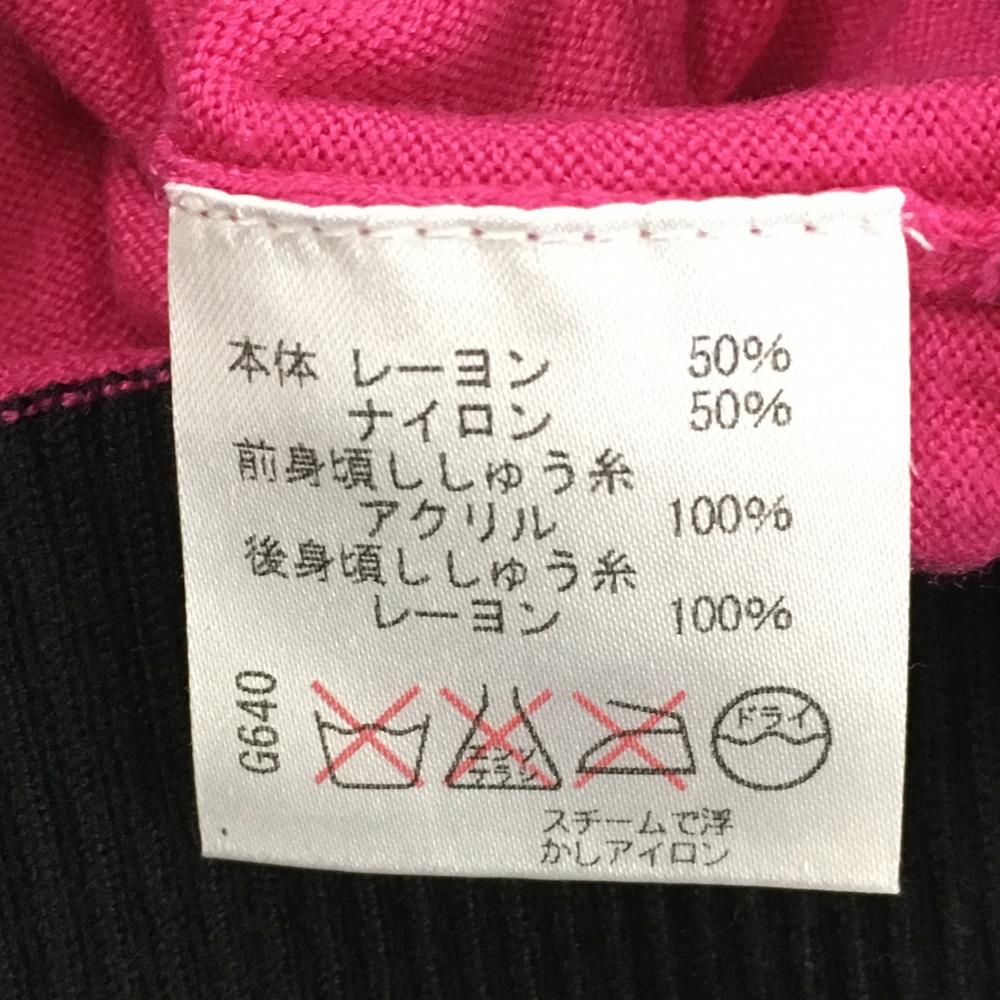 本体 レーヨン 50%
ナイロン 50%
前身頃ししゅう糸
アクリル 100%
後身頃ししゅう糸
レーヨン 100%
G640
エンソ
サラシ
ドライ
スチームで浮
かしアイロン